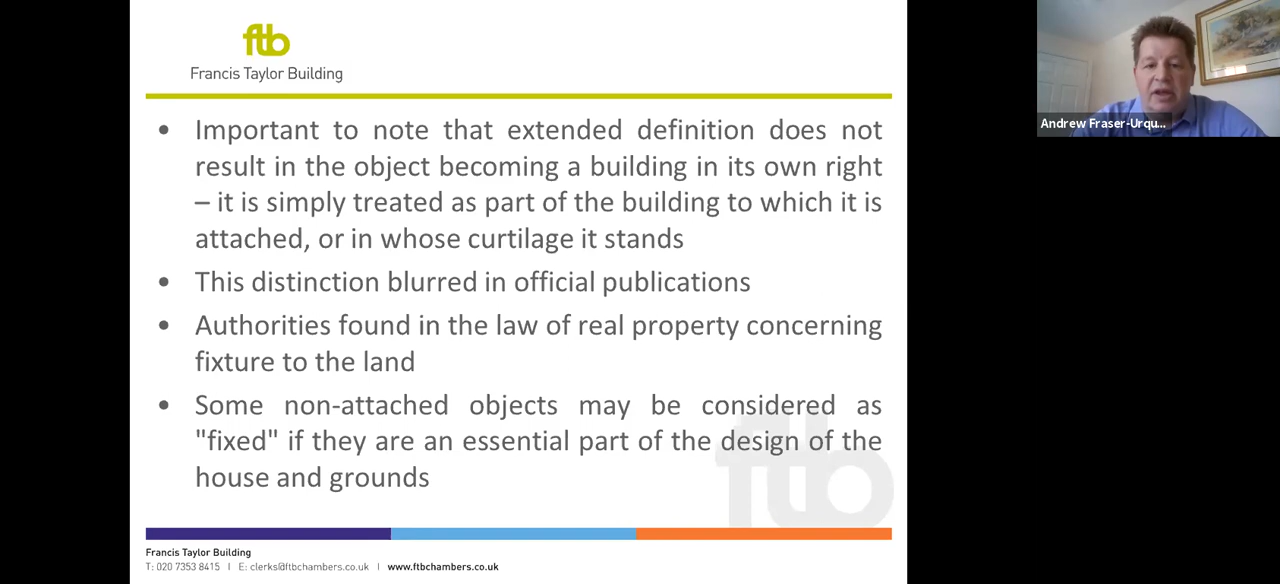 ftb
Francis Taylor Building
Andrew Fraser-Urqu...
• Important to note that extended definition does not
result in the object becoming a building in its own right
– it is simply treated as part of the building to which it is
attached, or in whose curtilage it stands
• This distinction blurred in official publications
• Authorities found in the law of real property concerning
fixture to the land
• Some non-attached objects may be considered as
"fixed" if they are an essential part of the design of the
house and grounds
ftb
Francis Taylor Building
T: 020 7353 8415 I E: clerks@ftbchambers.co.uk I www.ftbchambers.co.uk